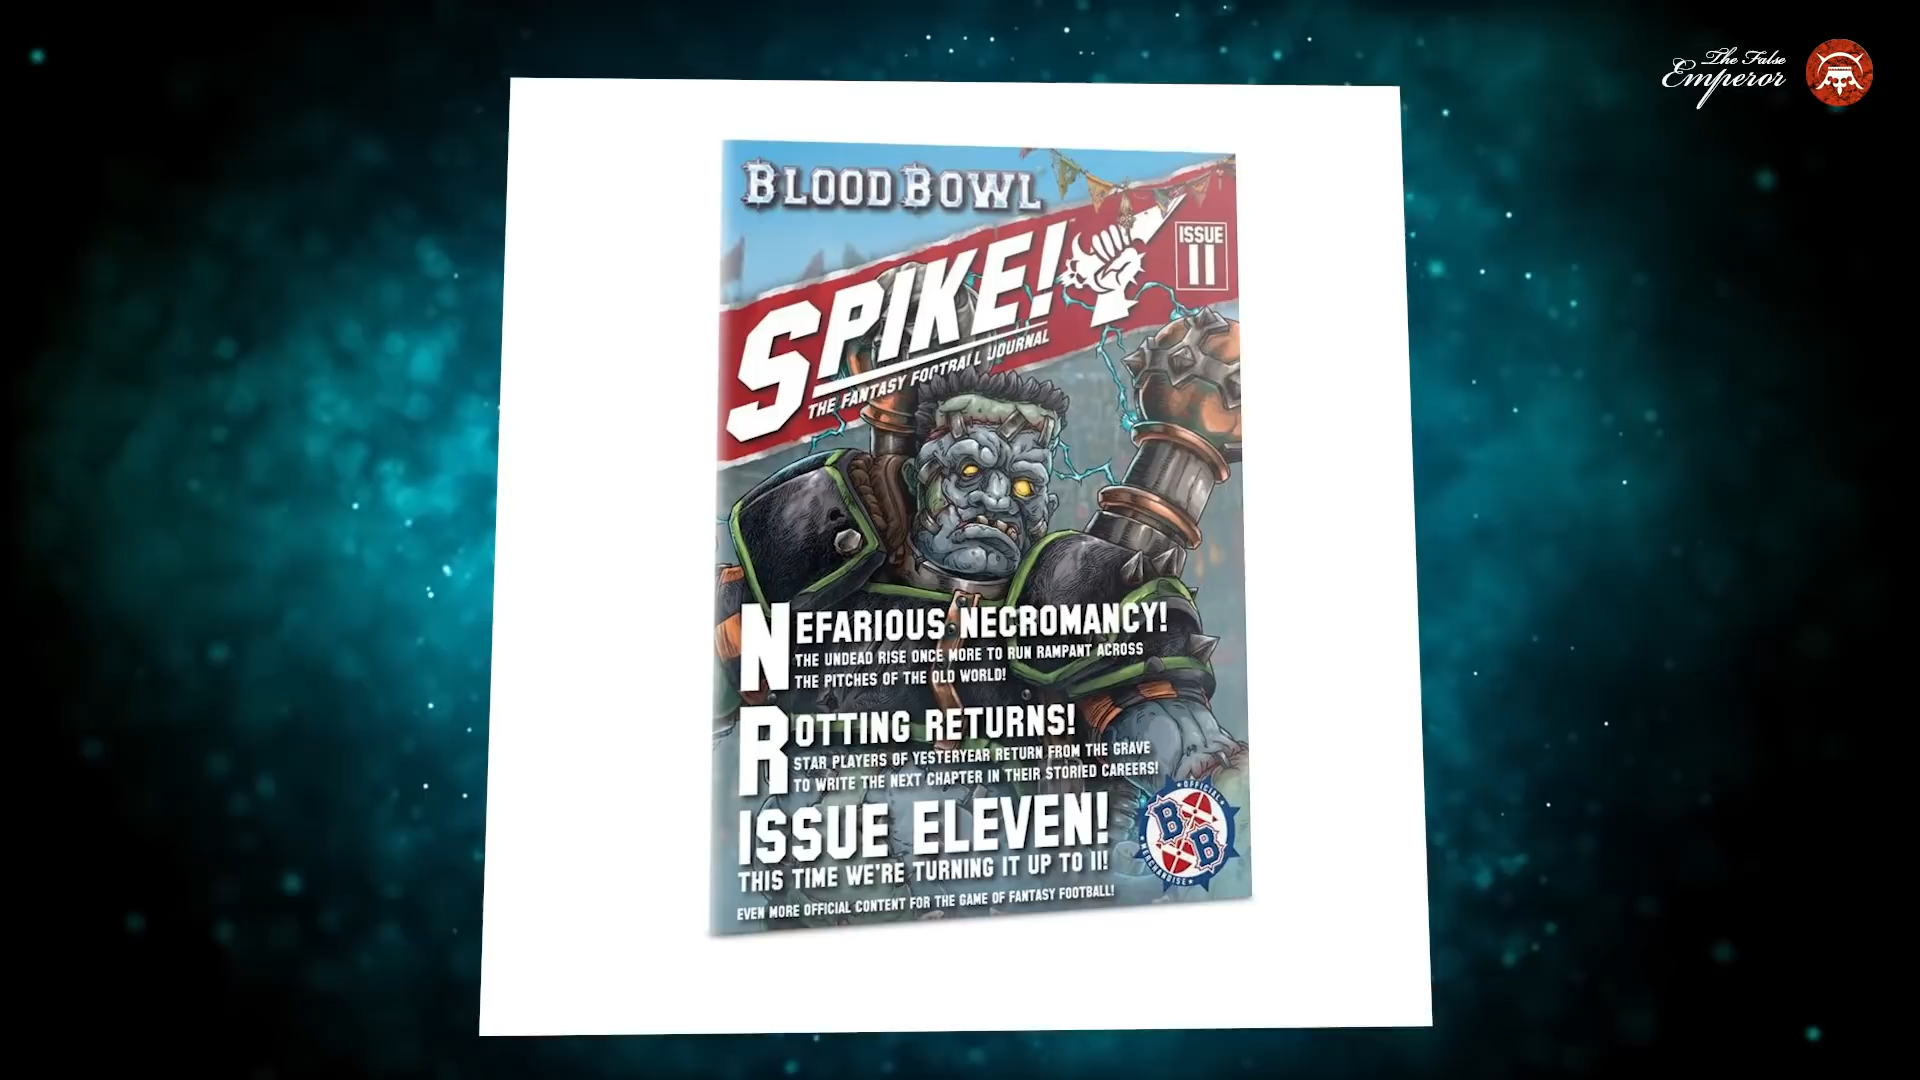 The False
Emperor
BLOOD BOWL
ISSUE
11
SPIKE!
THE FANTASY FOOTBALL JOURNAL
NEFARIOUS NECROMANCY!
THE UNDEAD RISE ONCE MORE TO RUN RAMPANT ACROSS
THE PITCHES OF THE OLD WORLD!
ROTTING RETURNS!
STAR PLAYERS OF YESTERYEAR RETURN FROM THE GRAVE
TO WRITE THE NEXT CHAPTER IN THEIR STORIED CAREERS!
ISSUE ELEVEN!
THIS TIME WE'RE TURNING IT UP TO 11!
EVEN MORE OFFICIAL CONTENT FOR THE GAME OF FANTASY FOOTBALL!
OFFICIAL
BB
MERCHANDISE